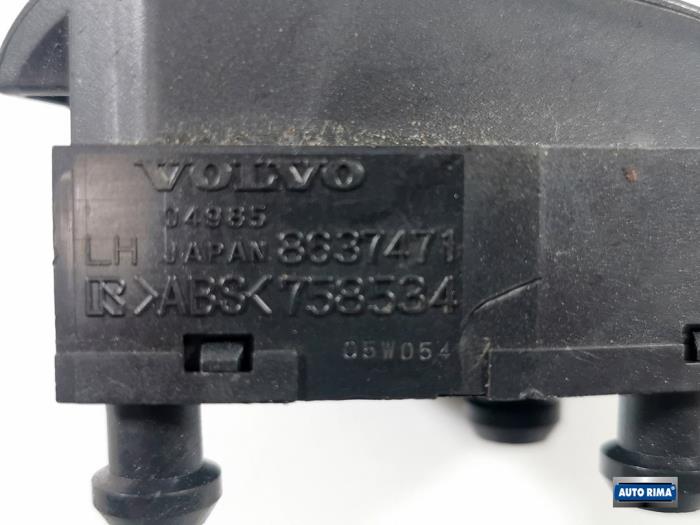 VOLVO
04985
LH JAPAN 8637471
R >ABS< 758534
05W054
AUTO RIMA